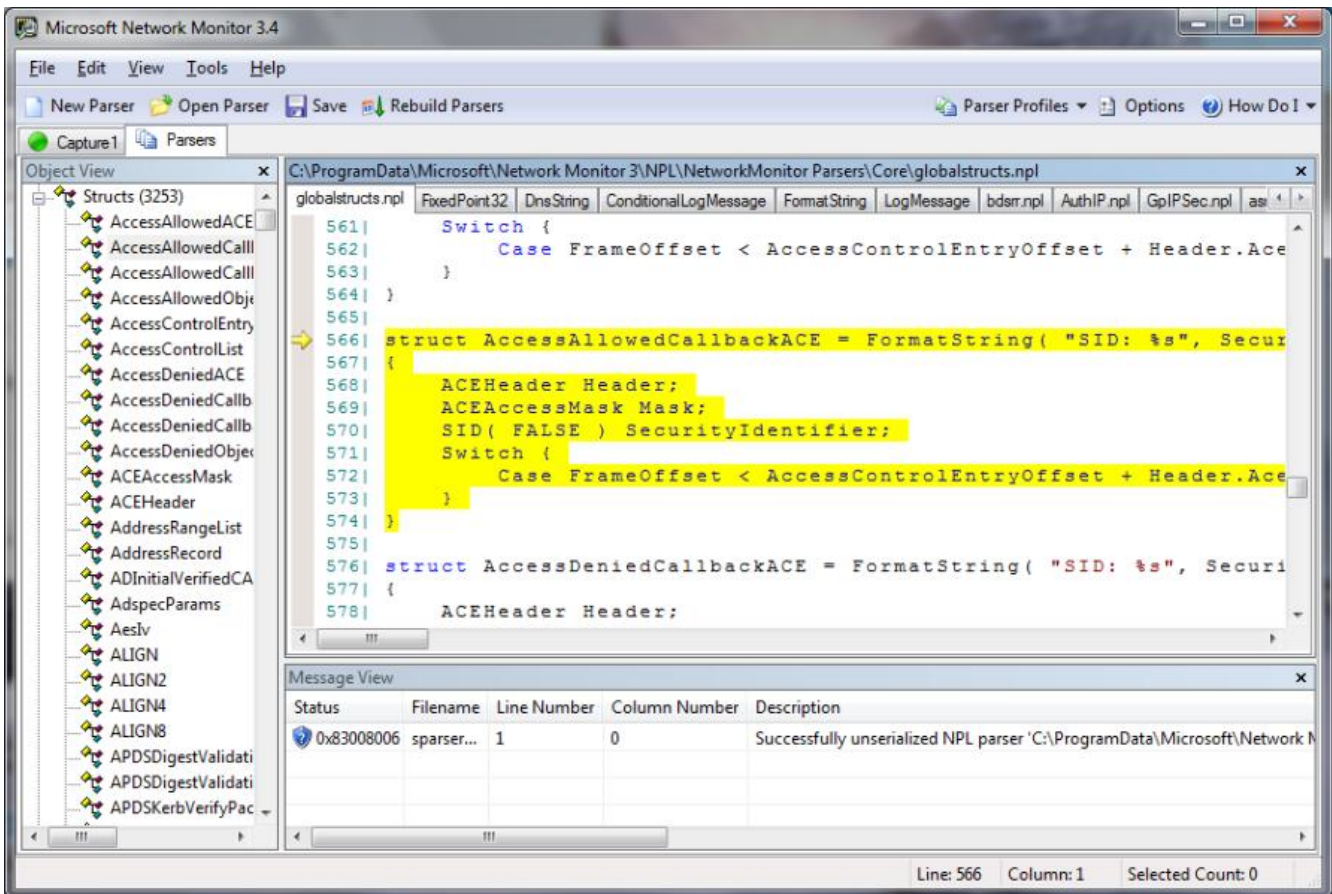 Microsoft Network Monitor 3.4
File Edit View Tools Help
New Parser Open Parser Save Rebuild Parsers Parser Profiles Options How Do I
Capture1 Parsers
Object View
Structs (3253)
AccessAllowedACE
AccessAllowedCall
AccessAllowedCall
AccessAllowedObje
AccessControlEntry
AccessControlList
AccessDeniedACE
AccessDeniedCallb
AccessDeniedCallb
AccessDeniedObjec
ACEAccessMask
ACEHeader
AddressRangeList
AddressRecord
ADInitialVerifiedCA
AdspecParams
AesIv
ALIGN
ALIGN2
ALIGN4
ALIGN8
APDSDigestValidati
APDSDigestValidati
APDSKerbVerifyPac
C:\ProgramData\Microsoft\Network Monitor 3\NPL\NetworkMonitor Parsers\Core\globalstructs.npl
globalstructs.npl FixedPoint32 DnsString ConditionalLogMessage FormatString LogMessage bdsrr.npl AuthIP.npl GpIPSec.npl
561| Switch {
562| Case FrameOffset < AccessControlEntryOffset + Header.Ace
563| }
564| }
565|
566| struct AccessAllowedCallbackACE = FormatString( "SID: %s", Secur
567| {
568| ACEHeader Header;
569| ACEAccessMask Mask;
570| SID( FALSE ) SecurityIdentifier;
571| Switch {
572| Case FrameOffset < AccessControlEntryOffset + Header.Ace
573| }
574| }
575|
576| struct AccessDeniedCallbackACE = FormatString( "SID: %s", Securi
577| {
578| ACEHeader Header;
Message View
Status Filename Line Number Column Number Description
0x83008006 sparser... 1 0 Successfully unserialized NPL parser 'C:\ProgramData\Microsoft\Network M
Line: 566 Column: 1 Selected Count: 0